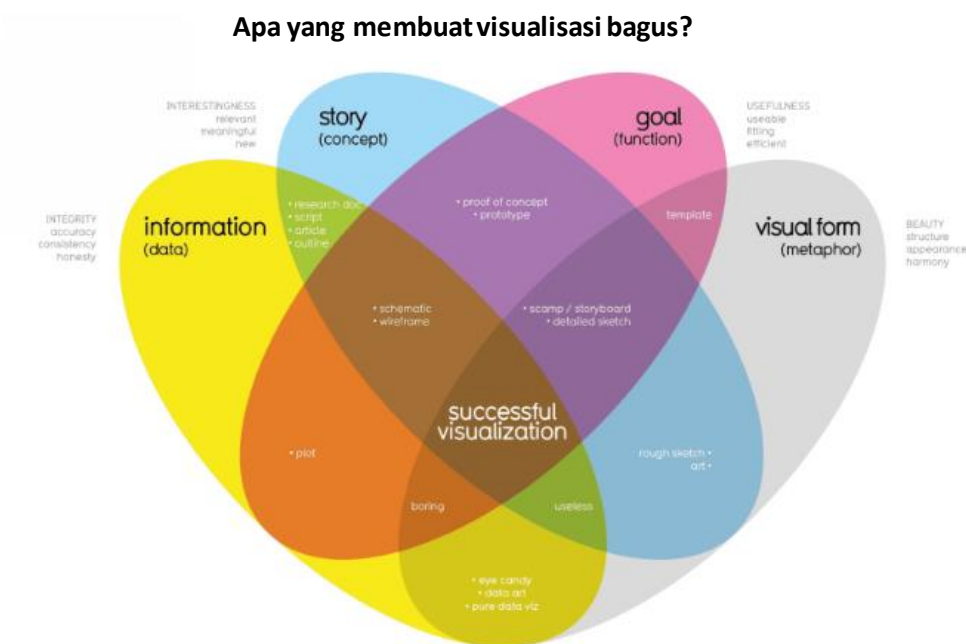 Apa yang membuat visualisasi bagus?
INTERESTINGNESS
relevant
meaningful
new
story
(concept)
goal
(function)
USEFULNESS
useable
fitting
efficient
INTEGRITY
accuracy
consistency
honesty
information
(data)
• research doc
• script
• article
• outline
• proof of concept
• prototype
template
visual form
(metaphor)
BEAUTY
structure
appearance
harmony
• schematic
• wireframe
• scamp / storyboard
• detailed sketch
successful
visualization
• plot
rough sketch •
art •
boring
useless
• eye candy
• data art
• pure data viz